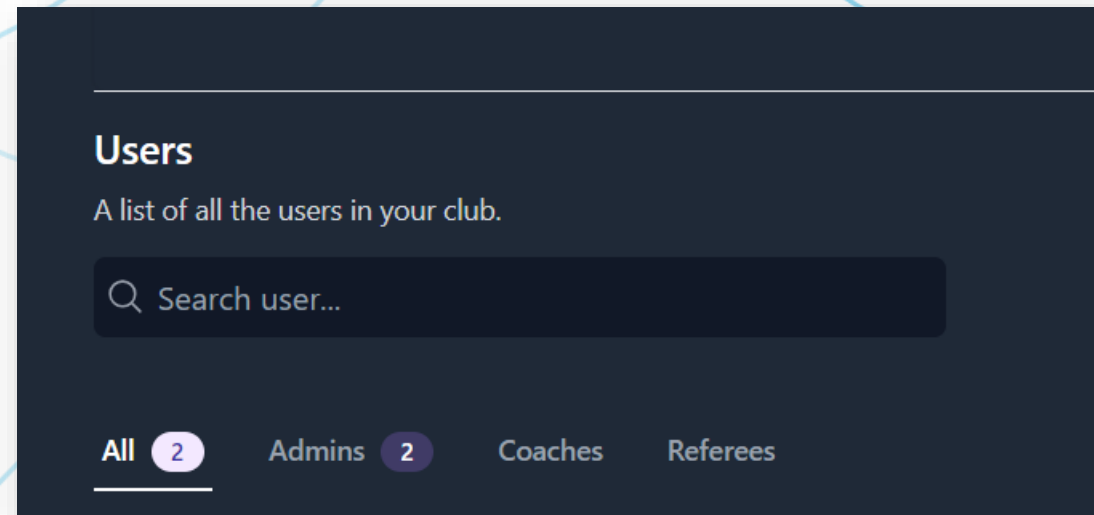 Users
A list of all the users in your club.
Search user...
All 2 Admins 2 Coaches Referees